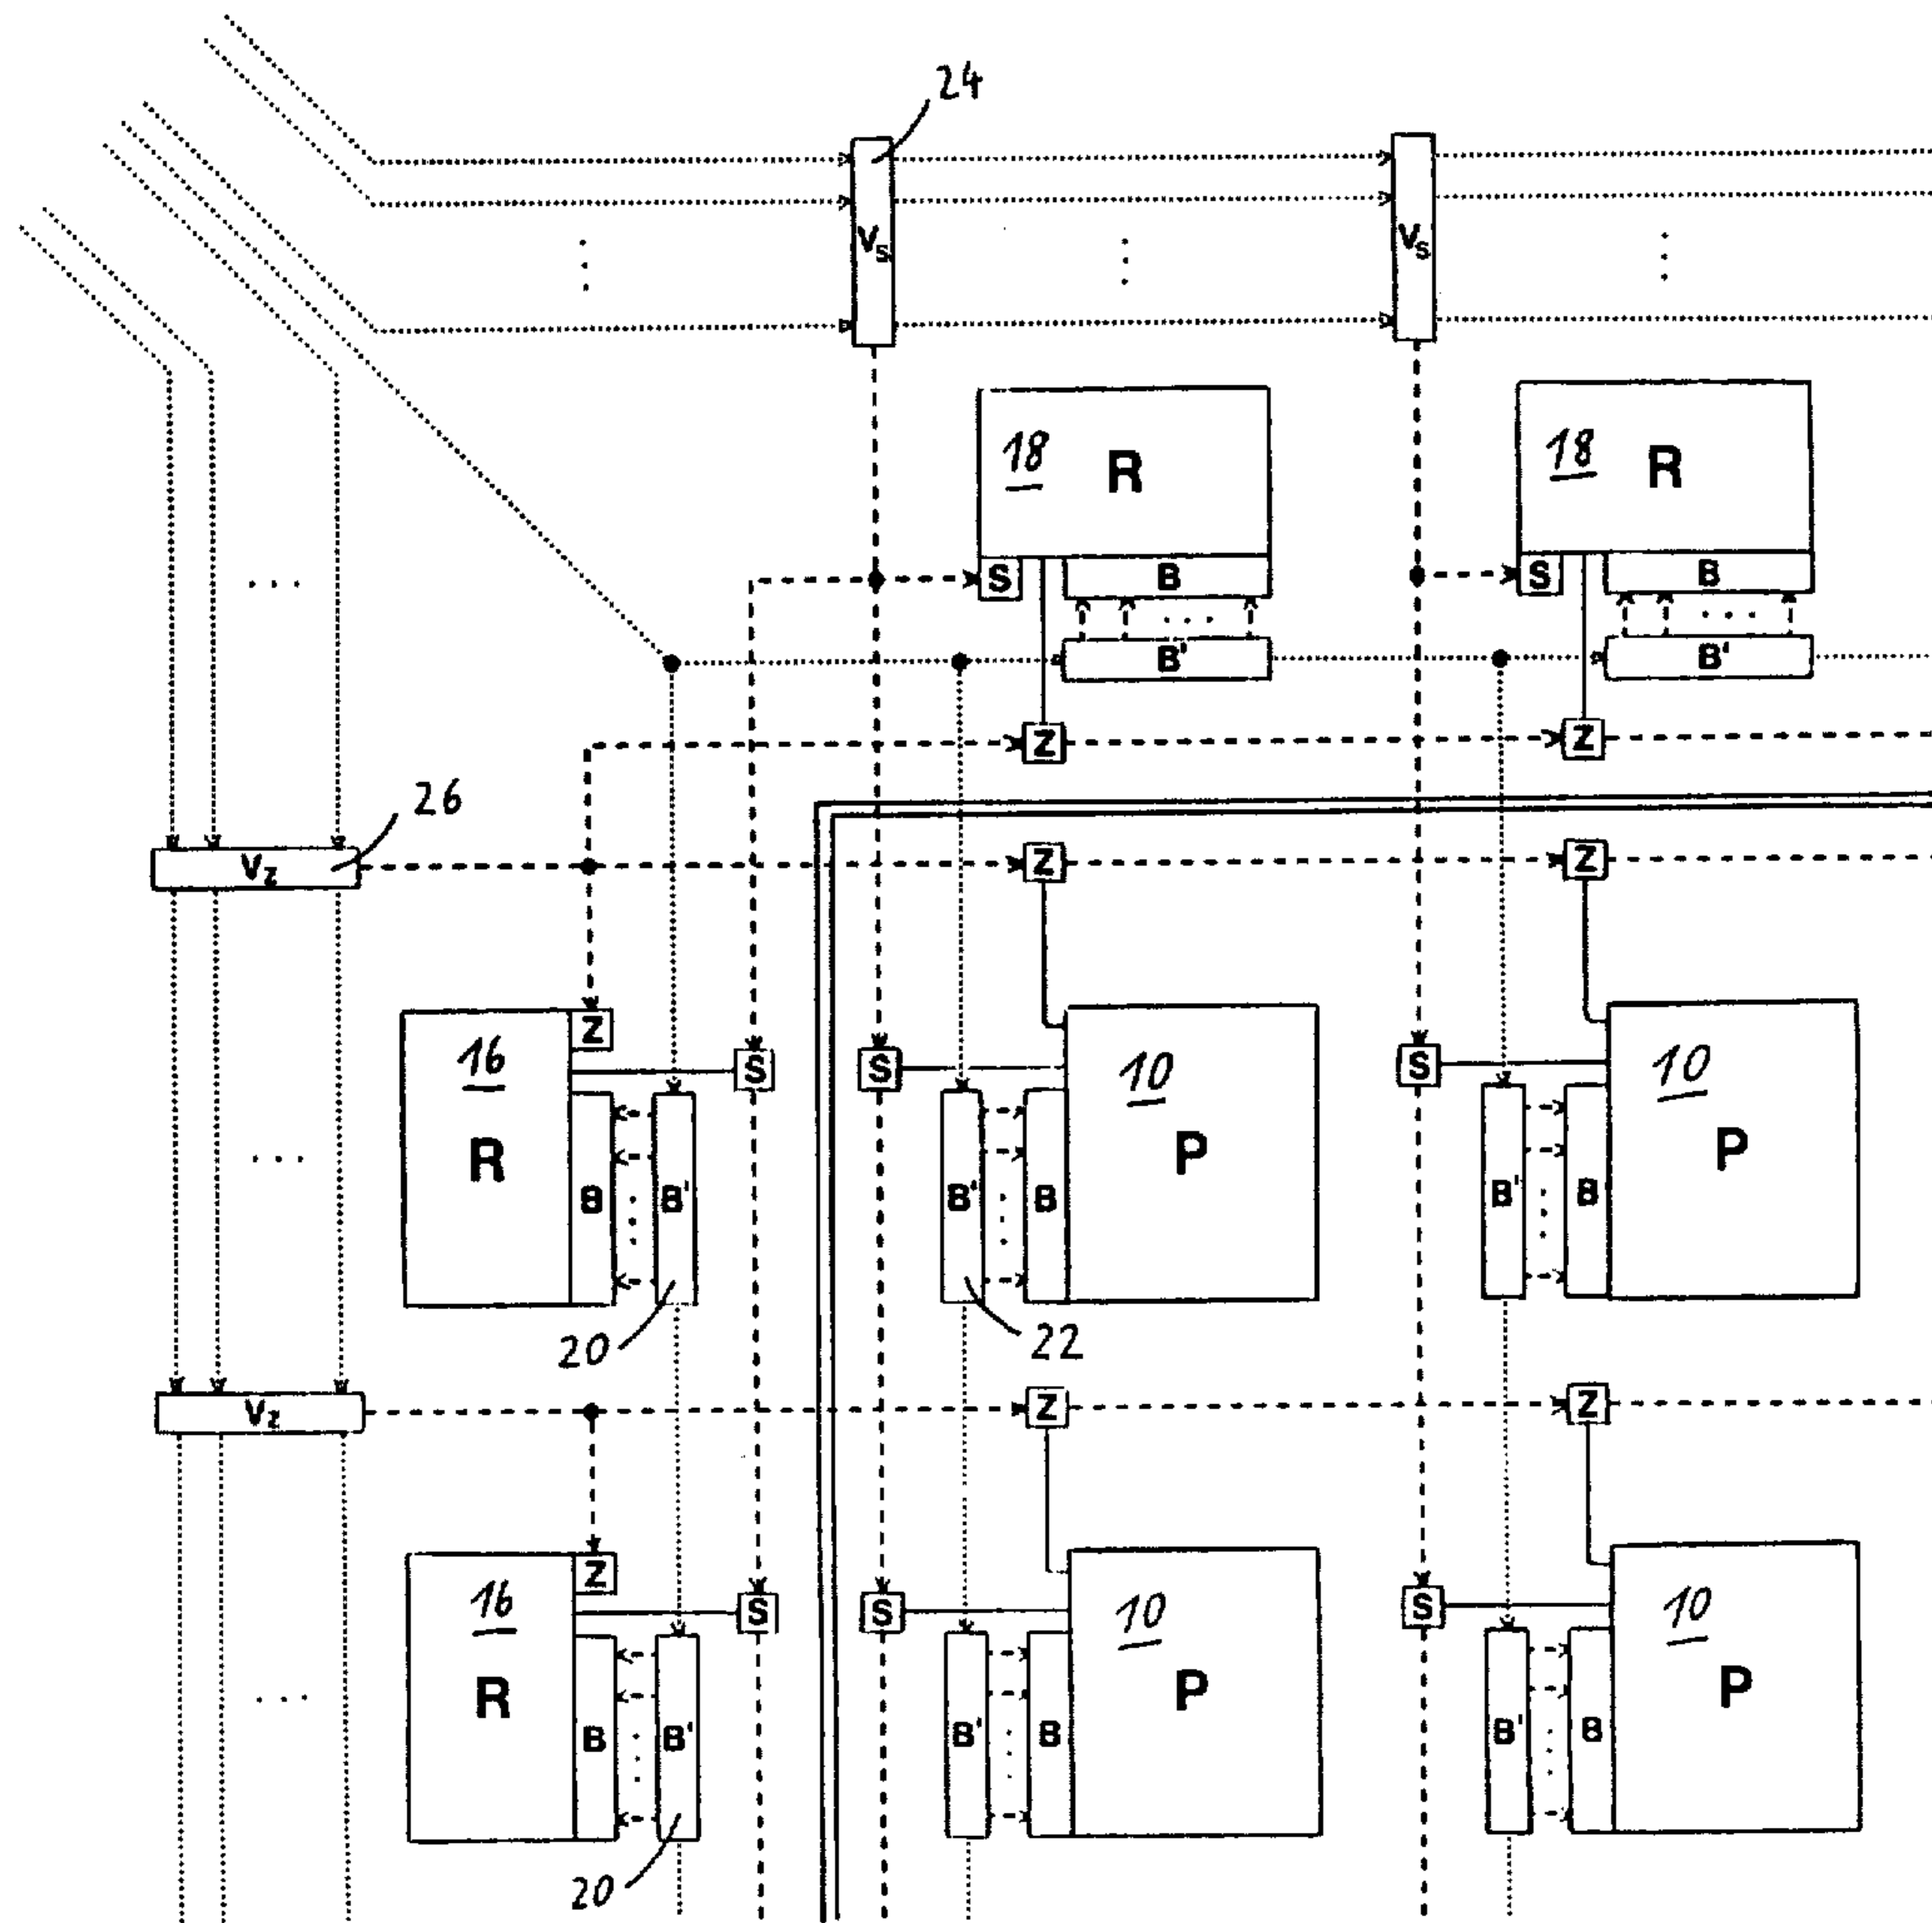 24
Vs Vs
18 R 18 R
S B S B
B' B'
Z Z
26
Vz Z Z
Z
16 S S 10 S 10
R P P
B B' B' B B' B
20 22
Vz Z Z
Z
16 S S 10 S 10
R P P
B B' B' B B' B
20